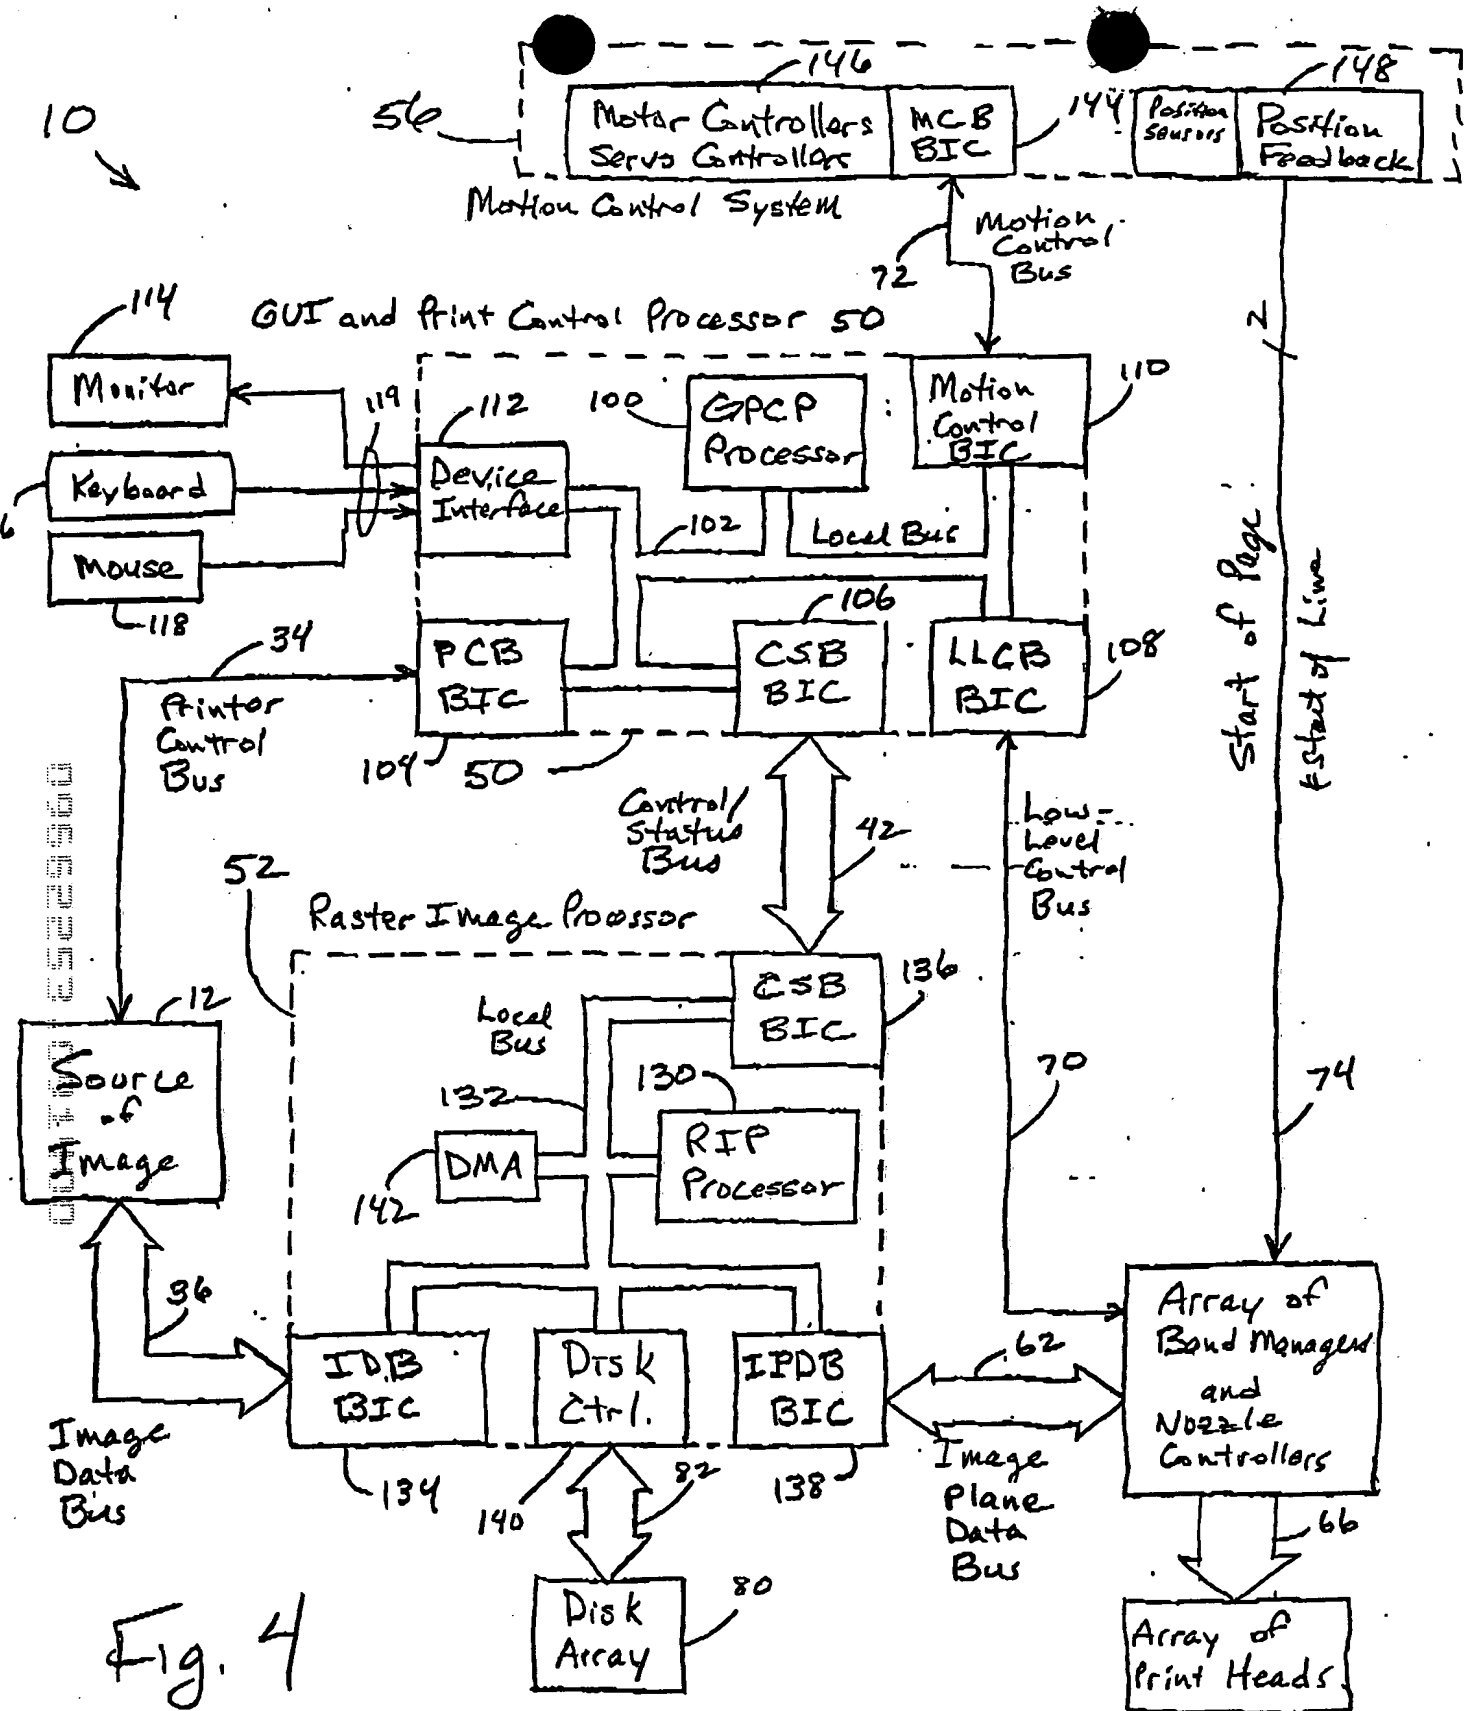 10
56
146
Motor Controllers
Servo Controllers
MCB
BIC
144
Position
Sensors
148
Position
Feedback
Motion Control System
72
Motion
Control
Bus
2
114
GUI and Print Control Processor 50
Monitor
119
112
100
GPCP
Processor
Motion
Control
BIC
110
Keyboard
6
Device
Interface
102
Local Bus
Mouse
118
34
Printer
Control
Bus
PCB
BIC
104
50
106
CSB
BIC
LLCB
BIC
108
Start of Page
& Start of Line
Control/
Status
Bus
42
Low-
Level
Control
Bus
52
Raster Image Processor
12
Source
of
Image
Local
Bus
CSB
BIC
136
132
130
DMA
142
RIP
Processor
70
74
36
Image
Data
Bus
IDB
BIC
134
Disk
Ctrl.
140
82
IPDB
BIC
138
62
Image
Plane
Data
Bus
Array of
Band Managers
and
Nozzle
Controllers
66
Disk
Array
80
Array of
Print Heads
Fig. 4